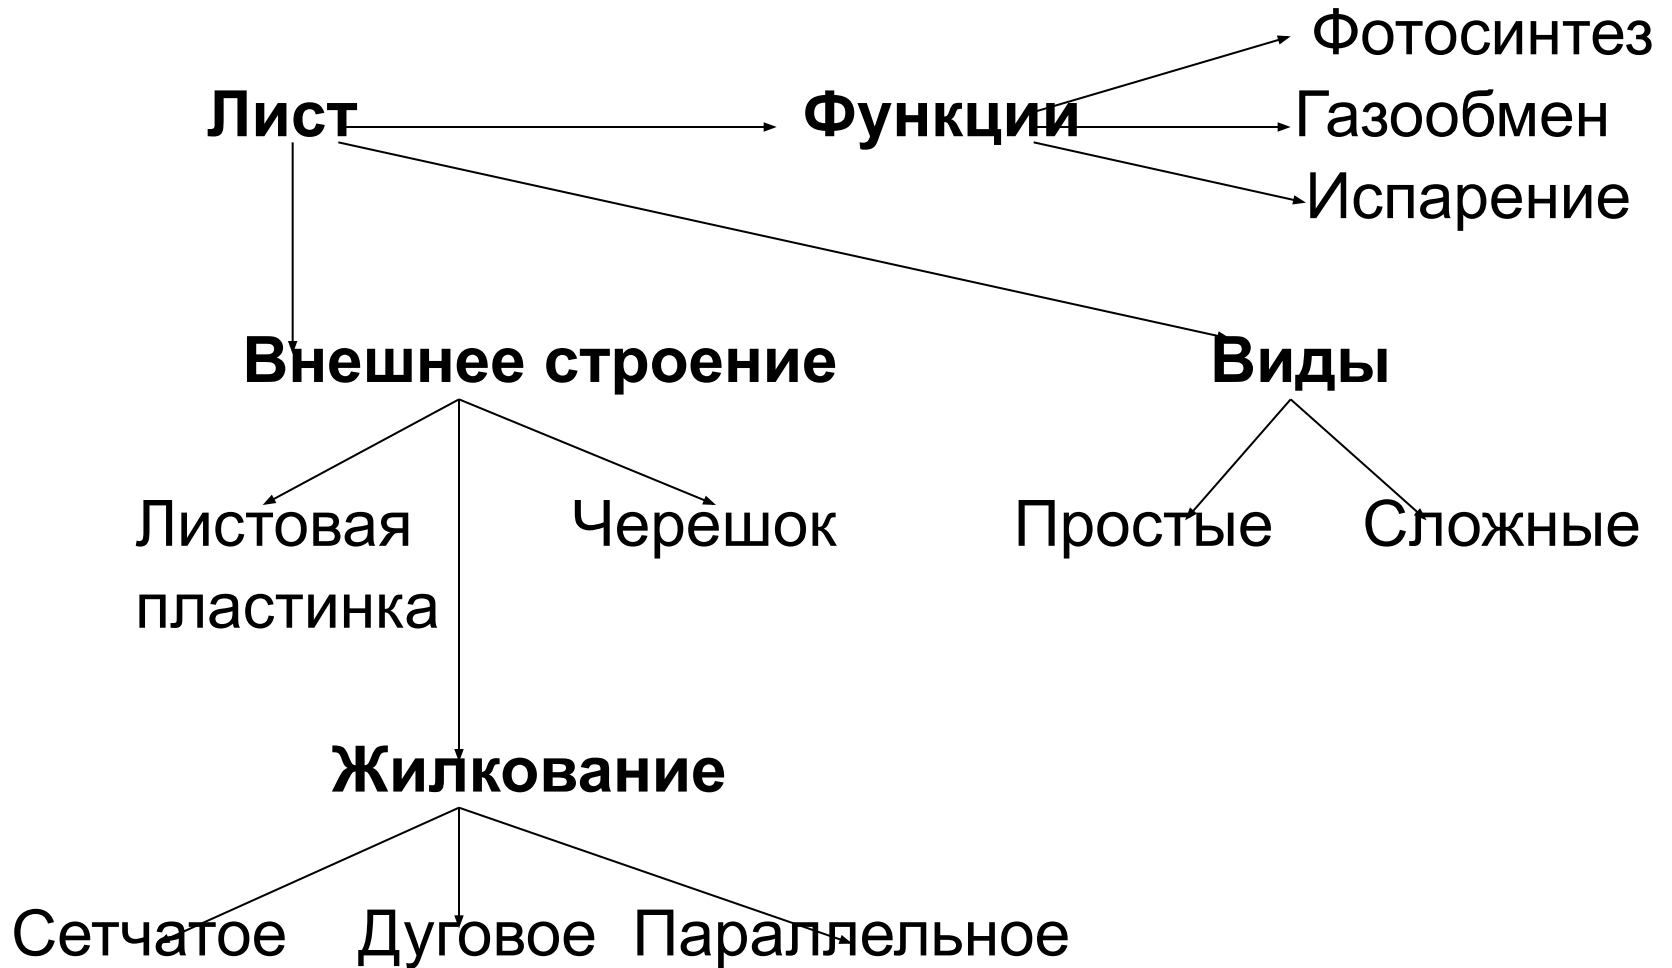 Фотосинтез
Лист Функции Газообмен
Испарение
Внешнее строение Виды
Листовая Черешок Простые Сложные
пластинка
Жилкование
Сетчатое Дуговое Параллельное